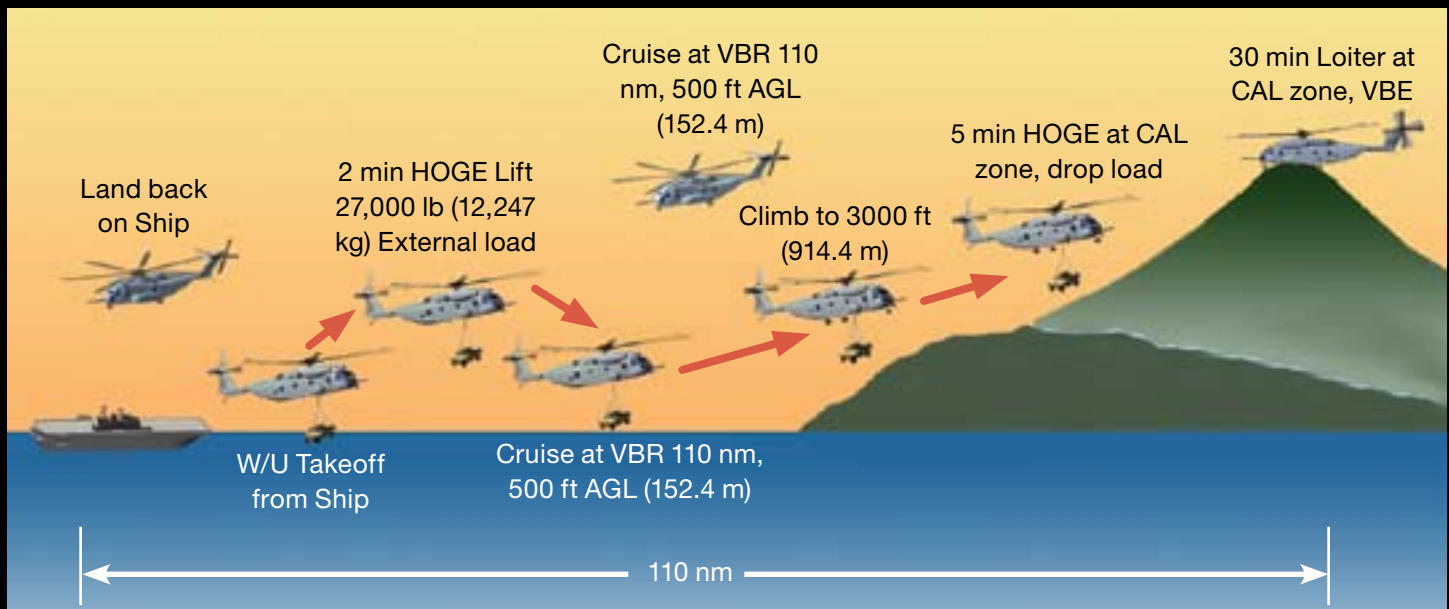 Land back
on Ship
W/U Takeoff
from Ship
2 min HOGE Lift
27,000 lb (12,247
kg) External load
Cruise at VBR 110 nm,
500 ft AGL (152.4 m)
Cruise at VBR 110
nm, 500 ft AGL
(152.4 m)
Climb to 3000 ft
(914.4 m)
5 min HOGE at CAL
zone, drop load
30 min Loiter at
CAL zone, VBE
110 nm